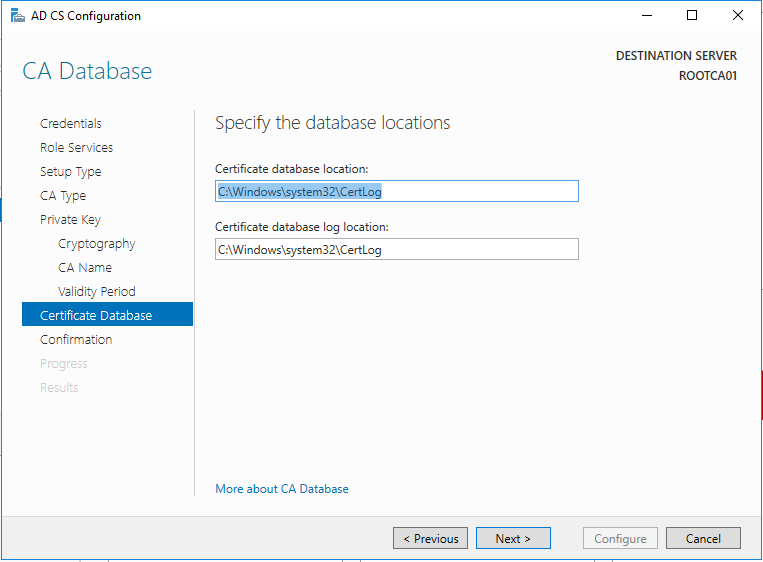 AD CS Configuration
CA Database
DESTINATION SERVER
ROOTCA01
Credentials
Role Services
Setup Type
CA Type
Private Key
Cryptography
CA Name
Validity Period
Certificate Database
Confirmation
Progress
Results
Specify the database locations
Certificate database location:
C:\Windows\system32\CertLog
Certificate database log location:
C:\Windows\system32\CertLog
More about CA Database
< Previous
Next >
Configure
Cancel